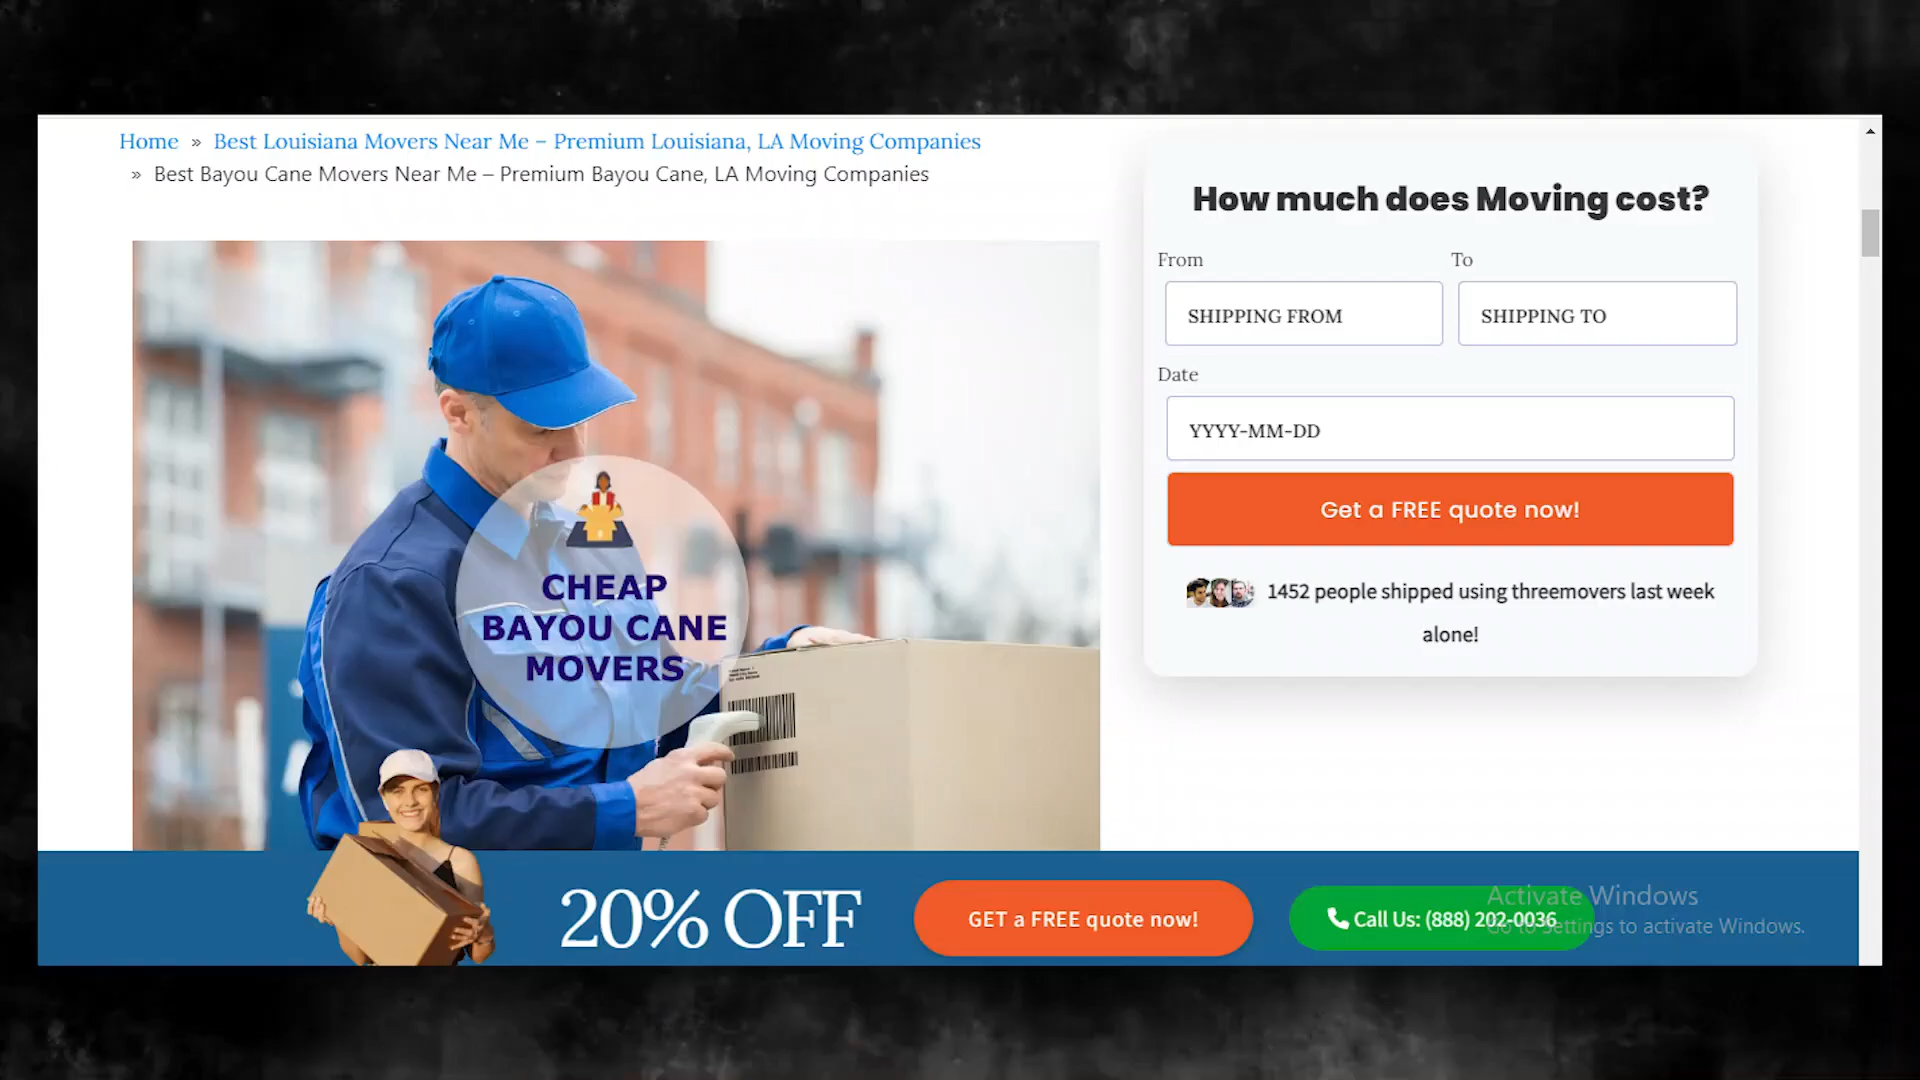 Home » Best Louisiana Movers Near Me – Premium Louisiana, LA Moving Companies
» Best Bayou Cane Movers Near Me – Premium Bayou Cane, LA Moving Companies
How much does Moving cost?
From To
SHIPPING FROM SHIPPING TO
Date
YYYY-MM-DD
Get a FREE quote now!
1452 people shipped using threemovers last week
alone!
CHEAP
BAYOU CANE
MOVERS
20% OFF
GET a FREE quote now!
Call Us: (888) 202-0036
Activate Windows
Go to Settings to activate Windows.